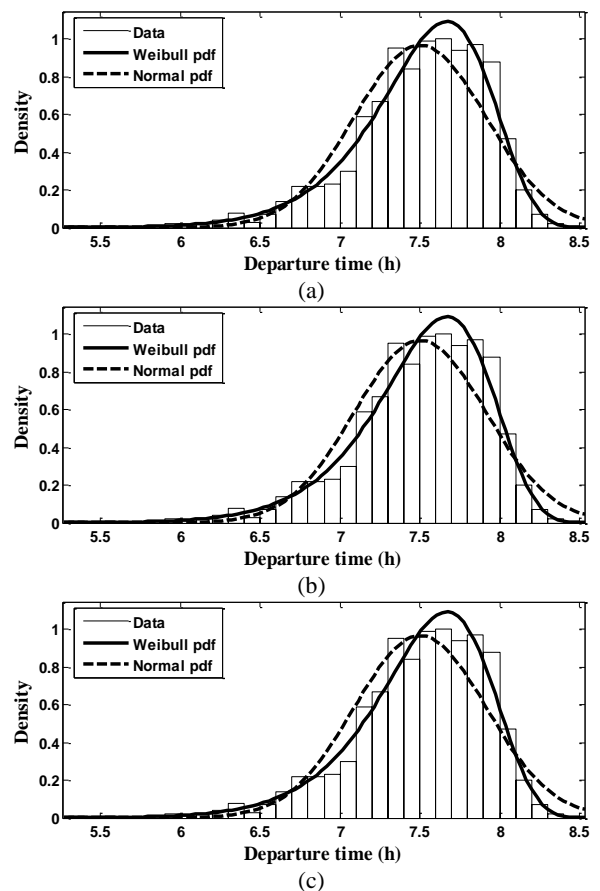 Data
Weibull pdf
Normal pdf
1
0.8
0.6
0.4
0.2
0
Density
5.5 6 6.5 7 7.5 8 8.5
Departure time (h)
(a)
Data
Weibull pdf
Normal pdf
1
0.8
0.6
0.4
0.2
0
Density
5.5 6 6.5 7 7.5 8 8.5
Departure time (h)
(b)
Data
Weibull pdf
Normal pdf
1
0.8
0.6
0.4
0.2
0
Density
5.5 6 6.5 7 7.5 8 8.5
Departure time (h)
(c)